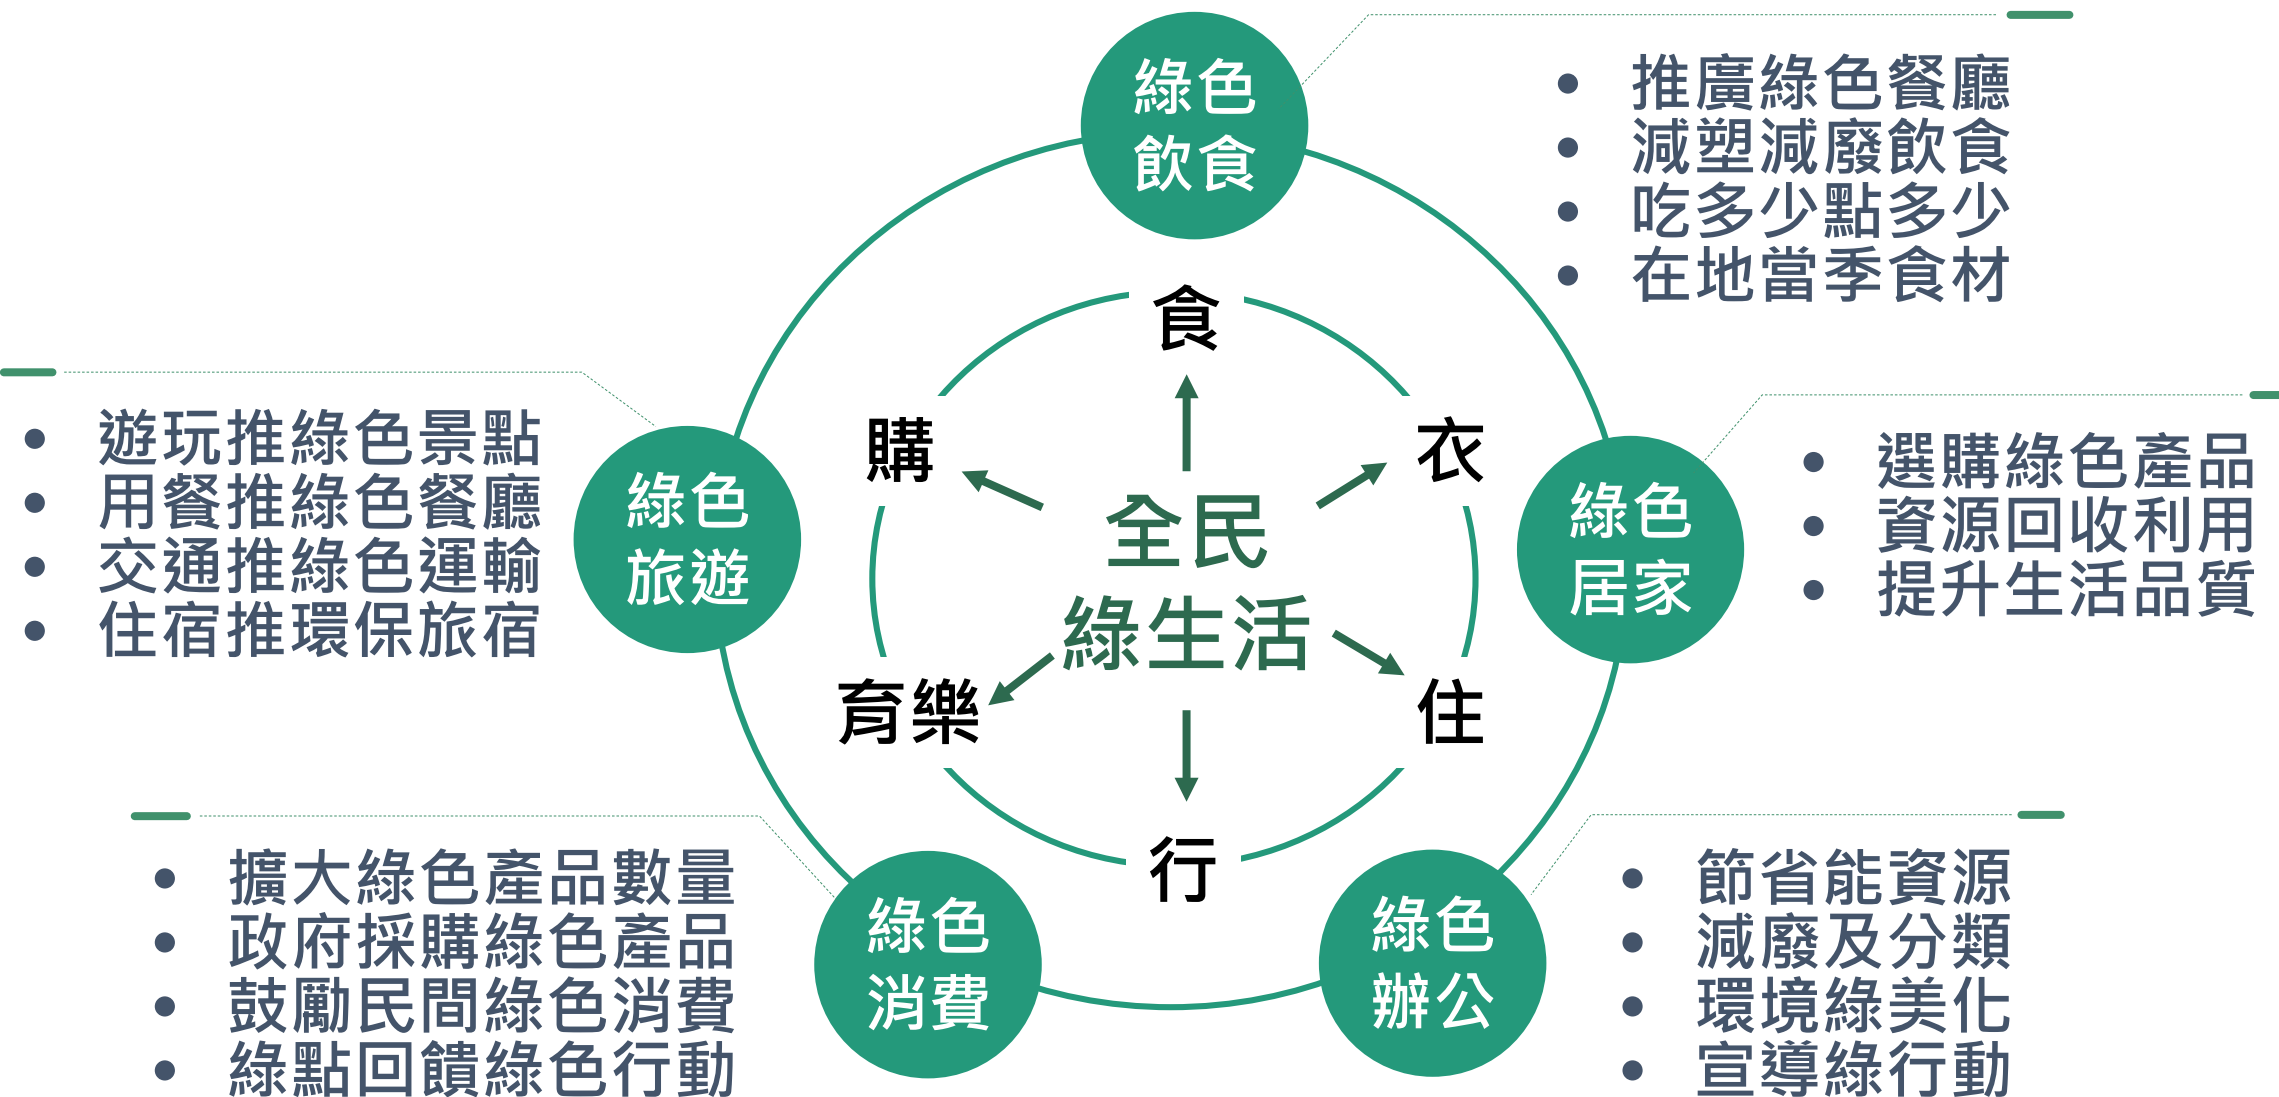 綠色
飲食
• 推廣綠色餐廳
• 減塑減廢飲食
• 吃多少點多少
• 在地當季食材
食
購
衣
全民
綠生活
育樂
住
行
綠色
旅遊
• 遊玩推綠色景點
• 用餐推綠色餐廳
• 交通推綠色運輸
• 住宿推環保旅宿
綠色
居家
• 選購綠色產品
• 資源回收利用
• 提升生活品質
綠色
消費
• 擴大綠色產品數量
• 政府採購綠色產品
• 鼓勵民間綠色消費
• 綠點回饋綠色行動
綠色
辦公
• 節省能資源
• 減廢及分類
• 環境綠美化
• 宣導綠行動